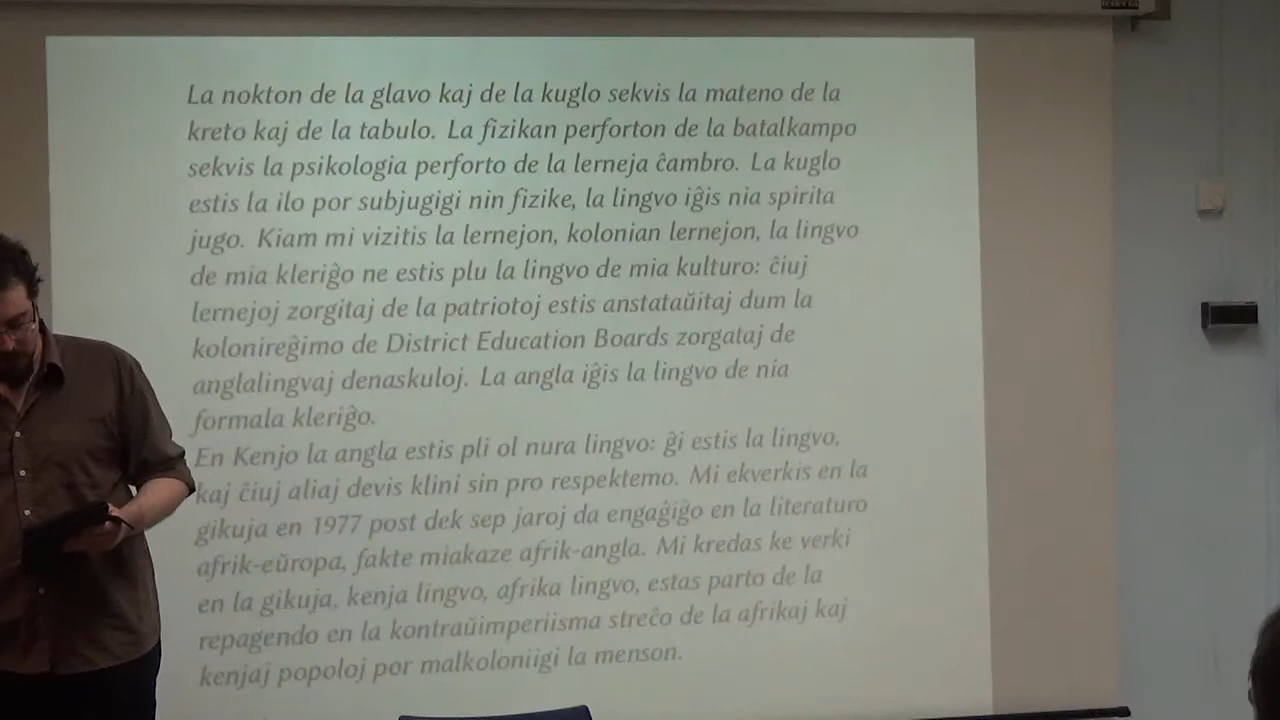 La nokton de la glavo kaj de la kuglo sekvis la mateno de la
kreto kaj de la tabulo. La fizikan perforton de la batalkampo
sekvis la psikologia perforto de la lerneja ĉambro. La kuglo
estis la ilo por subjugigi nin fizike, la lingvo iĝis nia spirita
jugo. Kiam mi vizitis la lernejon, kolonian lernejon, la lingvo
de mia kleriĝo ne estis plu la lingvo de mia kulturo: ĉiuj
lernejoj zorgitaj de la patriotoj estis anstataŭitaj dum la
kolonireĝimo de District Education Boards zorgataj de
anglalingvaj denaskuloj. La angla iĝis la lingvo de nia
formala kleriĝo.
En Kenjo la angla estis pli ol nura lingvo: ĝi estis la lingvo,
kaj ĉiuj aliaj devis klini sin pro respektemo. Mi ekverkis en la
gikuja en 1977 post dek sep jaroj da engaĝiĝo en la literaturo
afrik-eŭropa, fakte miakaze afrik-angla. Mi kredas ke verki
en la gikuja, kenja lingvo, afrika lingvo, estas parto de la
repagendo en la kontraŭimperiisma streĉo de la afrikaj kaj
kenjaj popoloj por malkoloniigi la menson.